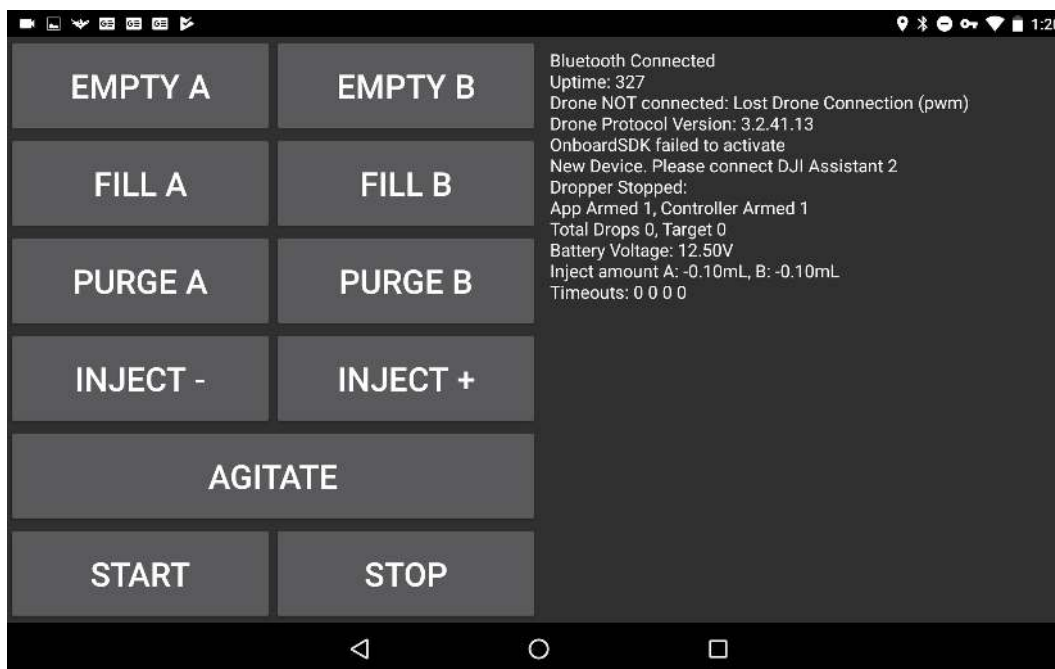 1:20
EMPTY A
EMPTY B
FILL A
FILL B
PURGE A
PURGE B
INJECT -
INJECT +
AGITATE
START
STOP
Bluetooth Connected
Uptime: 327
Drone NOT connected: Lost Drone Connection (pwm)
Drone Protocol Version: 3.2.41.13
OnboardSDK failed to activate
New Device. Please connect DJI Assistant 2
Dropper Stopped:
App Armed 1, Controller Armed 1
Total Drops 0, Target 0
Battery Voltage: 12.50V
Inject amount A: -0.10mL, B: -0.10mL
Timeouts: 0 0 0 0